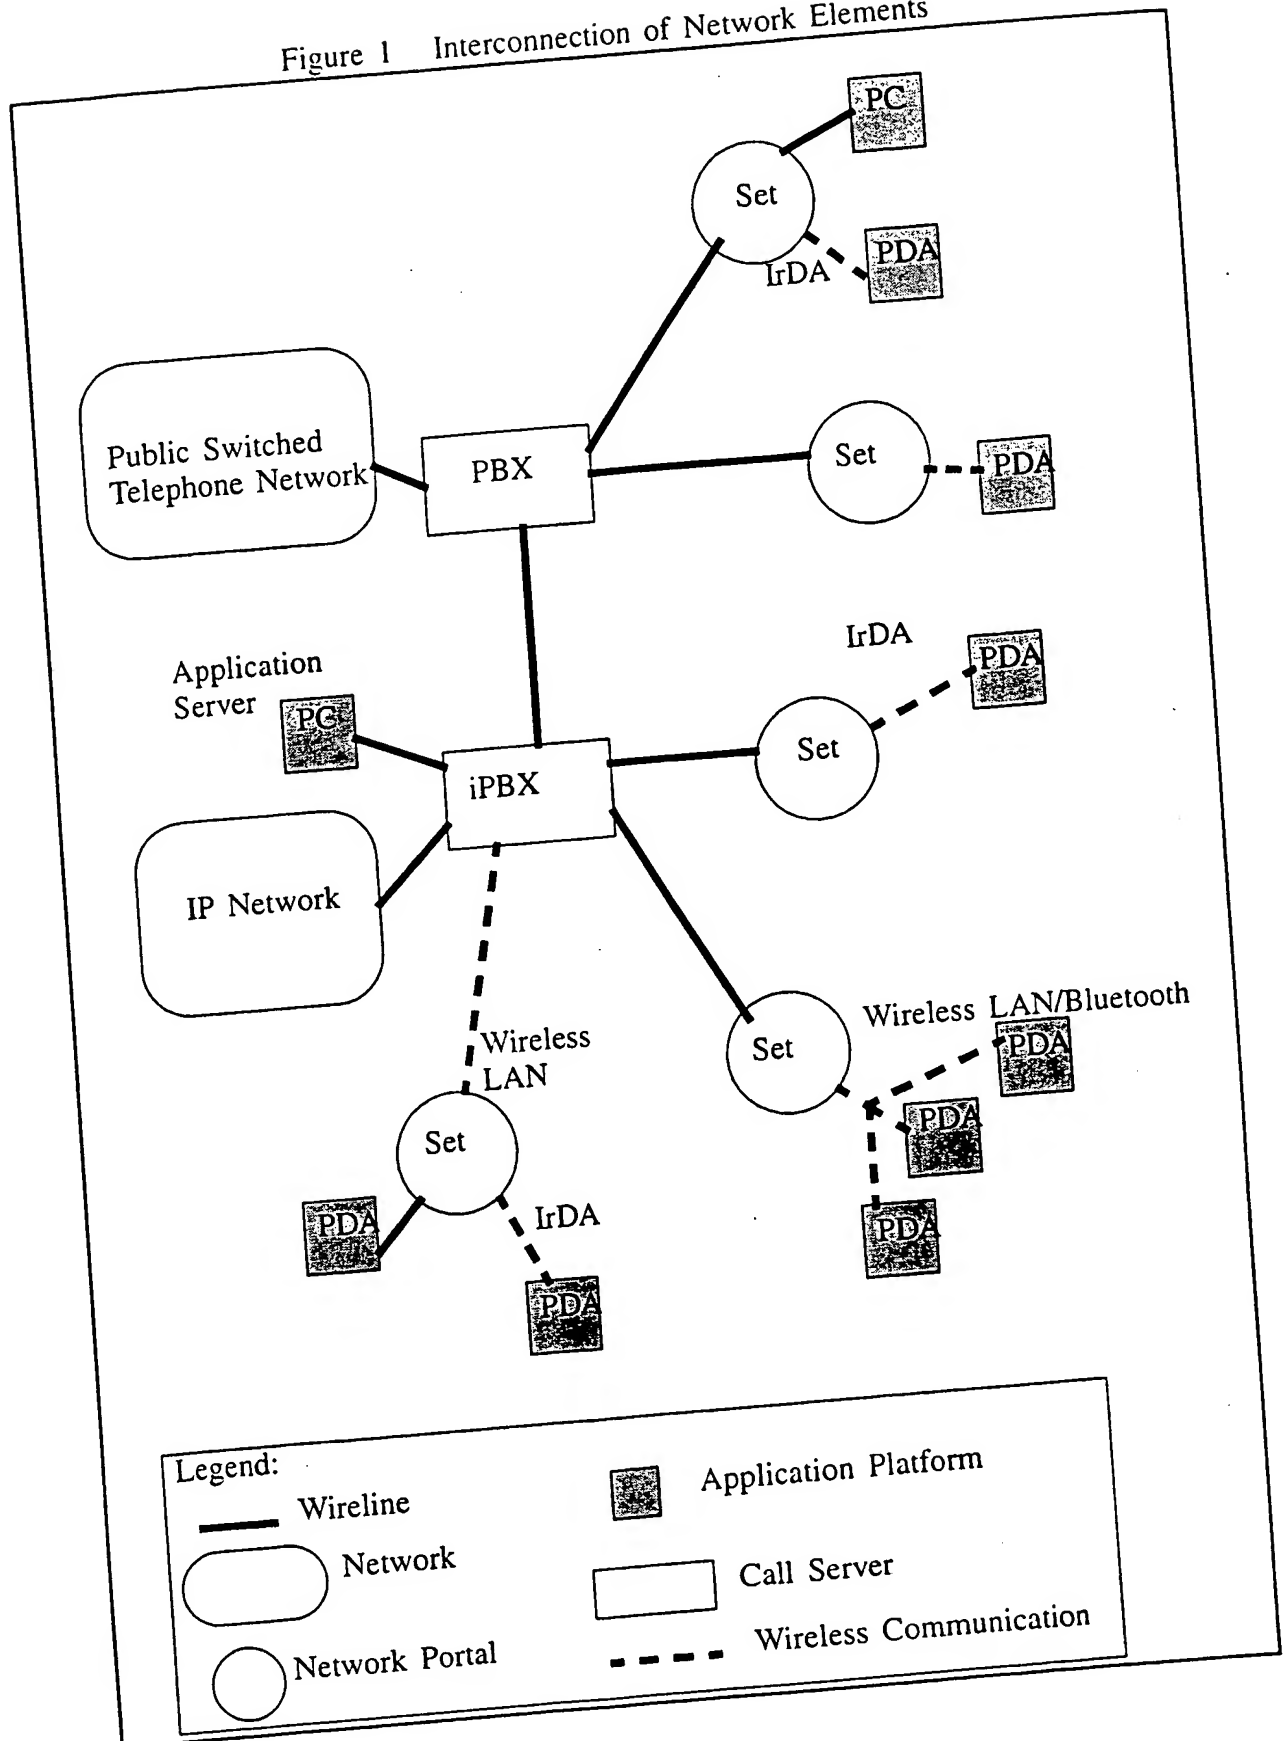 Figure 1 Interconnection of Network Elements
PC
Set
PDA
IrDA
Public Switched
Telephone Network
PBX
Set
PDA
IrDA
PDA
Application
Server
PC
iPBX
Set
IP Network
Wireless LAN/Bluetooth
Wireless
LAN
Set
PDA
PDA
Set
PDA
IrDA
PDA
PDA
Legend:
Wireline
Application Platform
Network
Call Server
Network Portal
Wireless Communication